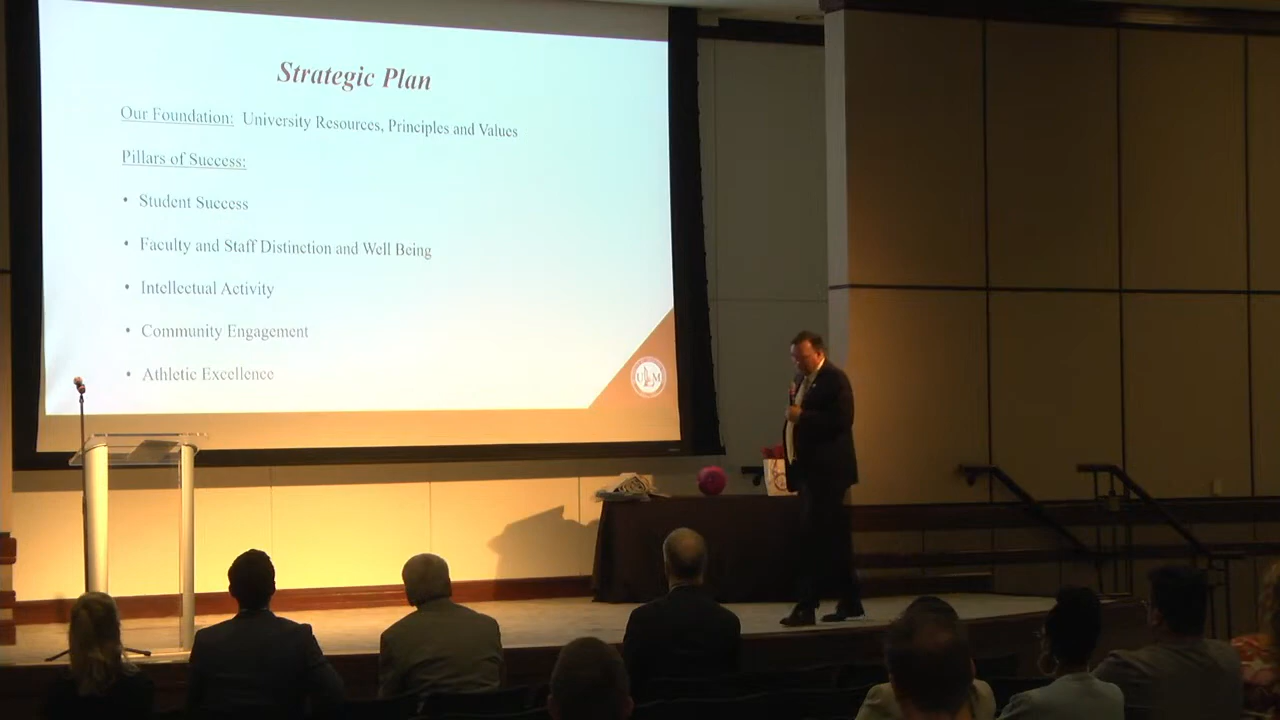 Strategic Plan
Our Foundation: University Resources, Principles and Values
Pillars of Success:
• Student Success
• Faculty and Staff Distinction and Well Being
• Intellectual Activity
• Community Engagement
• Athletic Excellence